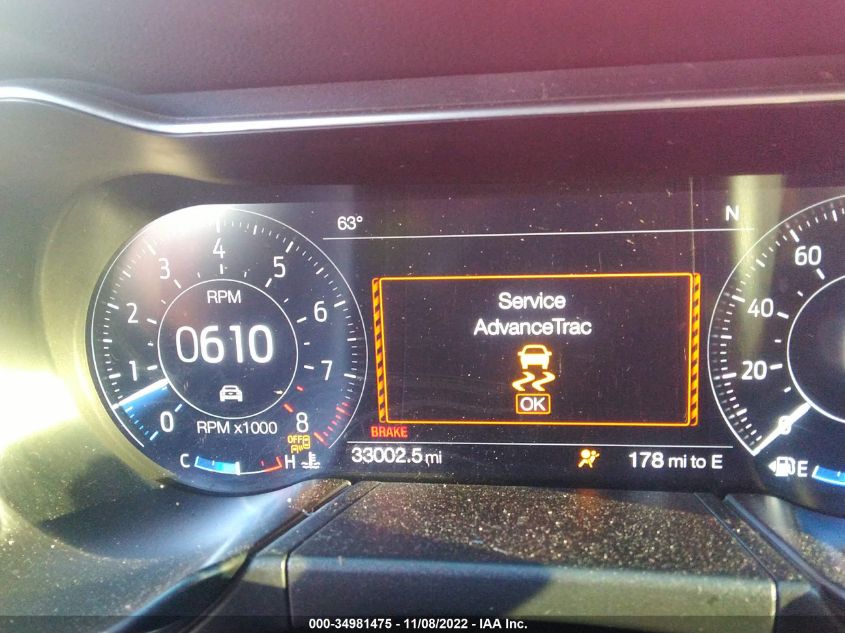 63°
N
4
3
5
2
6
1
7
0
8
RPM
0610
RPM x1000
OFF
C
H
Service
AdvanceTrac
OK
BRAKE
33002.5 mi
178 mi to E
60
40
20
0
E
000-34981475 - 11/08/2022 - IAA Inc.